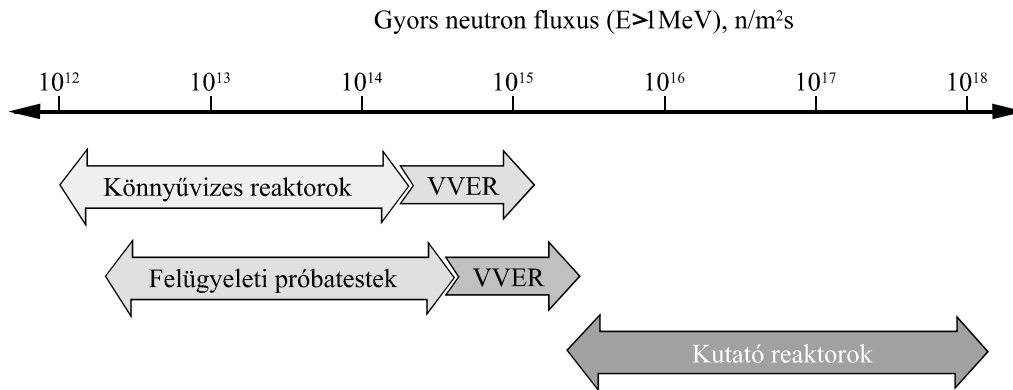 Gyors neutron fluxus (E>1MeV), n/m²s
10¹² 10¹³ 10¹⁴ 10¹⁵ 10¹⁶ 10¹⁷ 10¹⁸
Könnyűvizes reaktorok VVER
Felügyeleti próbatestek VVER
Kutató reaktorok